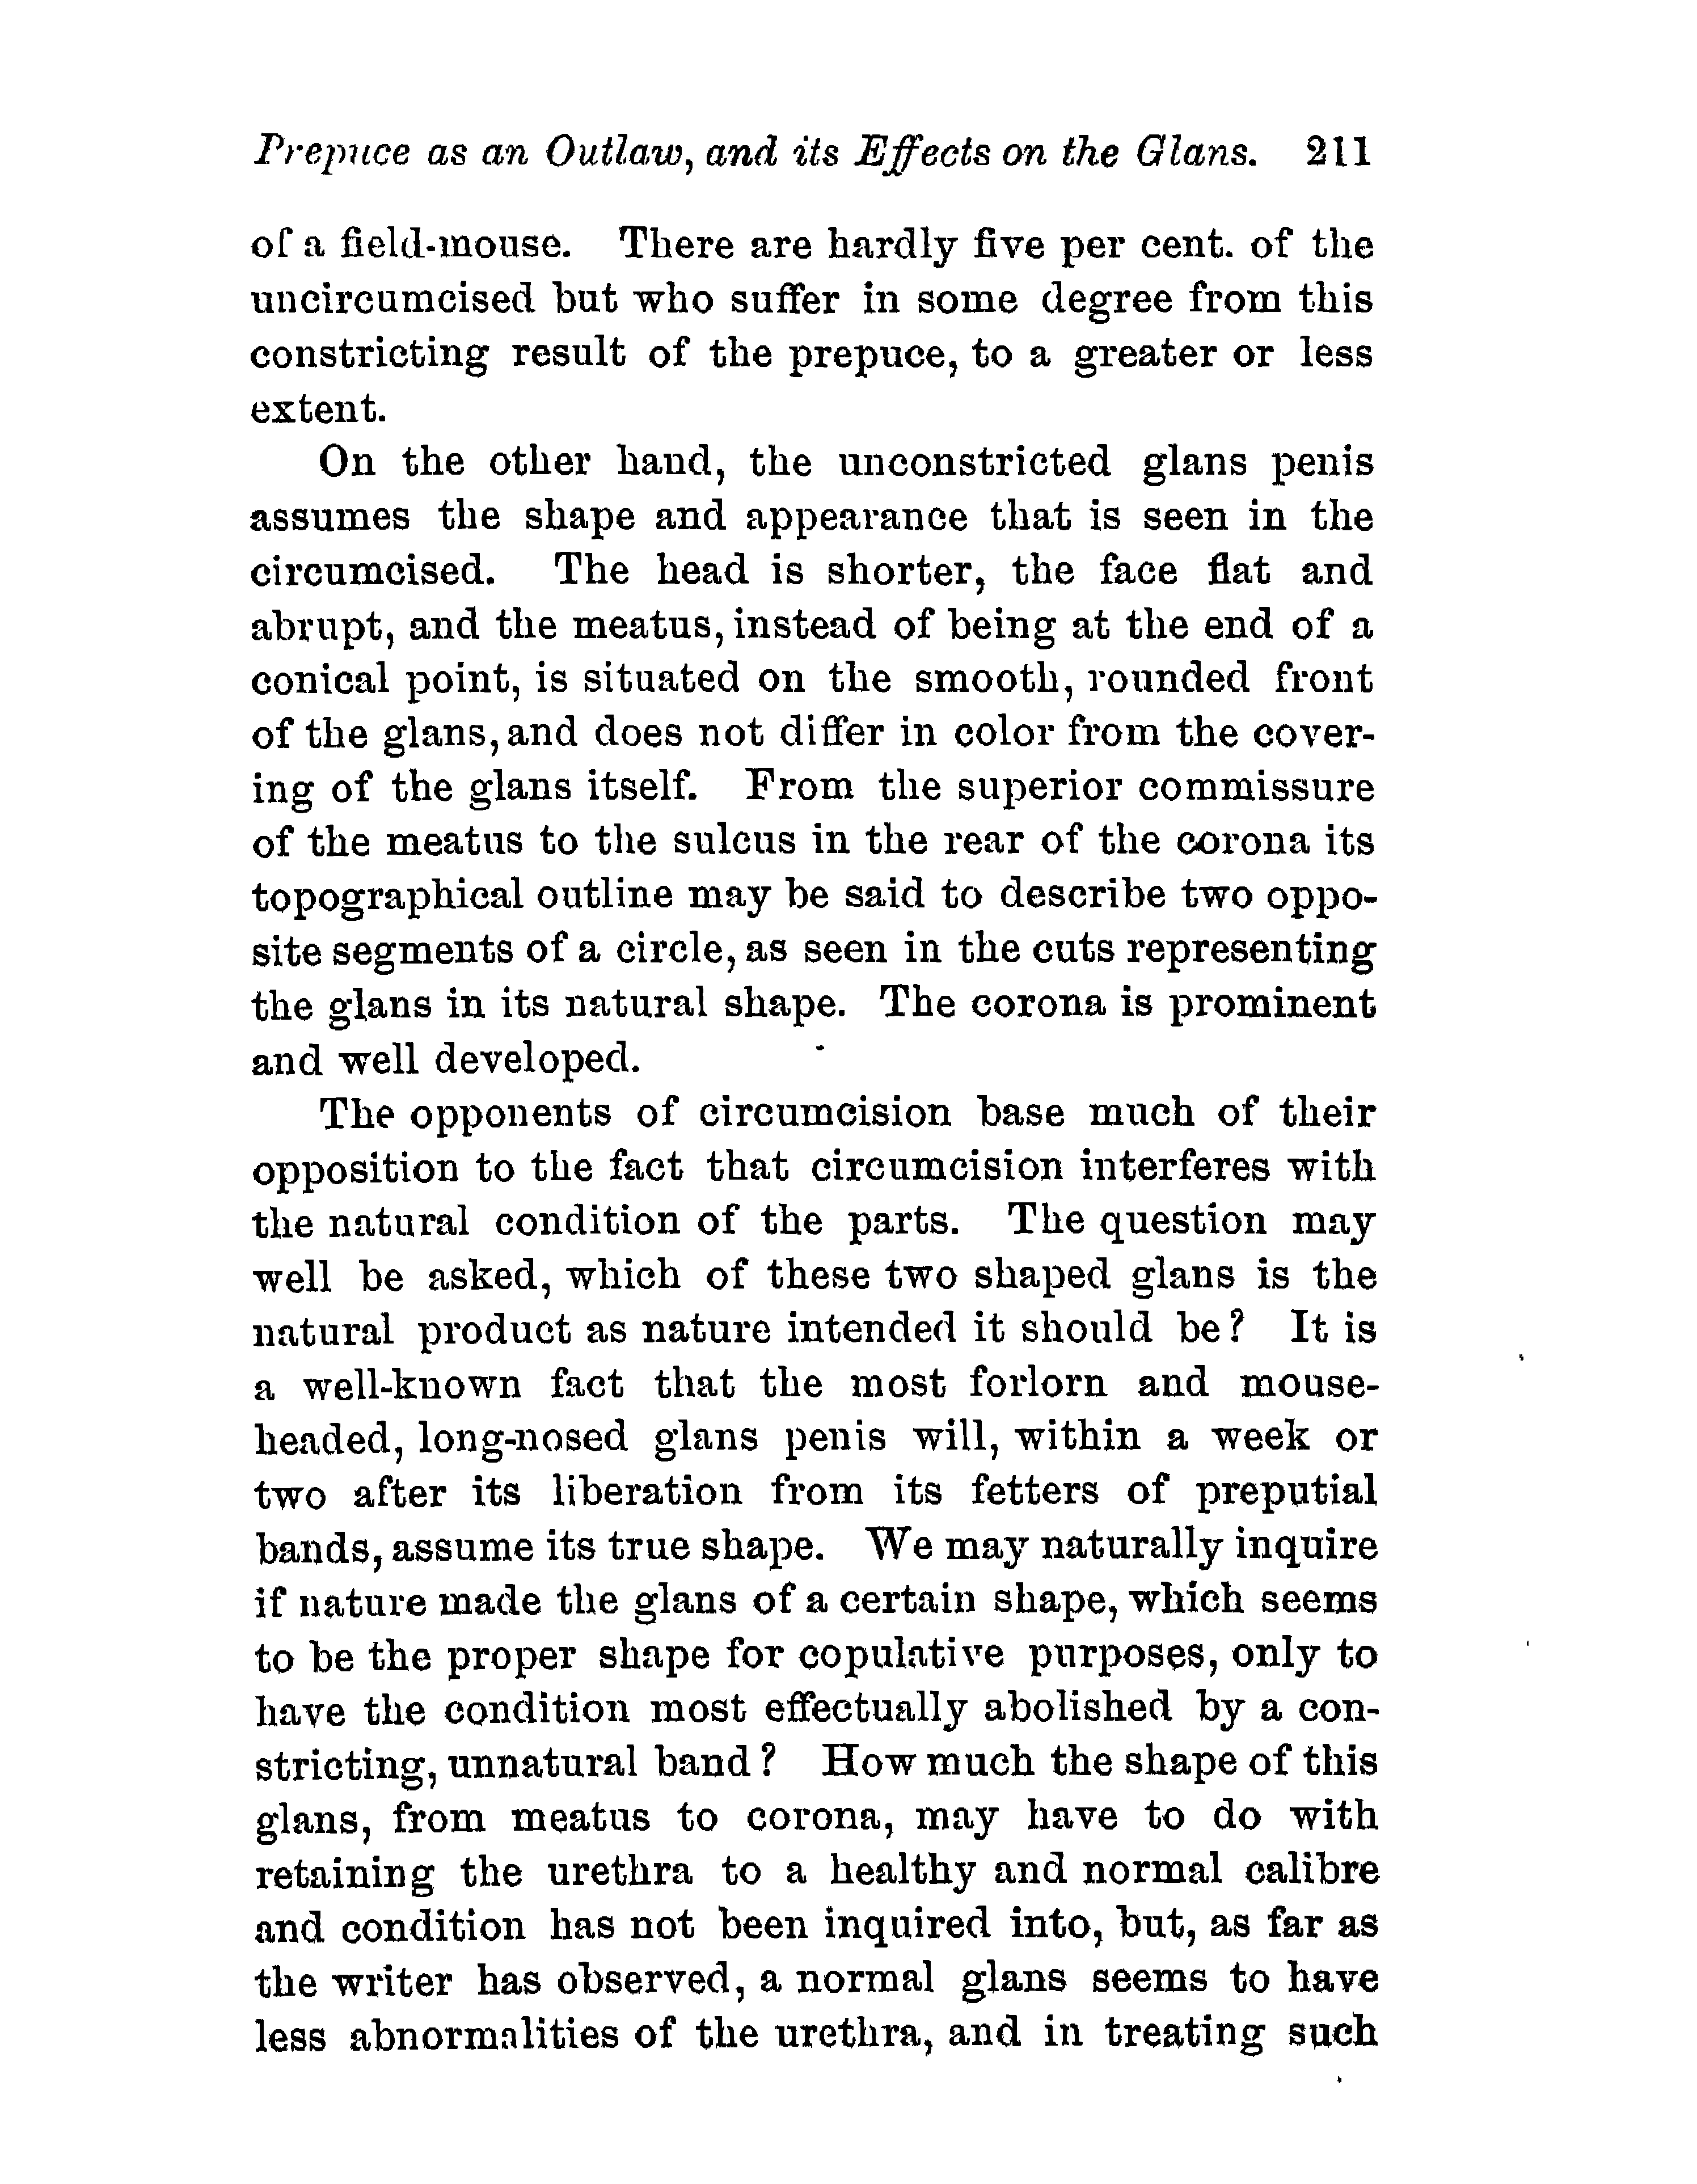 Prepuce as an Outlaw, and its Effects on the Glans. 211
of a field-mouse. There are hardly five per cent. of the
uncircumcised but who suffer in some degree from this
constricting result of the prepuce, to a greater or less
extent.
On the other hand, the unconstricted glans penis
assumes the shape and appearance that is seen in the
circumcised. The head is shorter, the face flat and
abrupt, and the meatus, instead of being at the end of a
conical point, is situated on the smooth, rounded front
of the glans, and does not differ in color from the cover-
ing of the glans itself. From the superior commissure
of the meatus to the sulcus in the rear of the corona its
topographical outline may be said to describe two oppo-
site segments of a circle, as seen in the cuts representing
the glans in its natural shape. The corona is prominent
and well developed.
The opponents of circumcision base much of their
opposition to the fact that circumcision interferes with
the natural condition of the parts. The question may
well be asked, which of these two shaped glans is the
natural product as nature intended it should be? It is
a well-known fact that the most forlorn and mouse-
headed, long-nosed glans penis will, within a week or
two after its liberation from its fetters of preputial
bands, assume its true shape. We may naturally inquire
if nature made the glans of a certain shape, which seems
to be the proper shape for copulative purposes, only to
have the condition most effectually abolished by a con-
stricting, unnatural band? How much the shape of this
glans, from meatus to corona, may have to do with
retaining the urethra to a healthy and normal calibre
and condition has not been inquired into, but, as far as
the writer has observed, a normal glans seems to have
less abnormalities of the urethra, and in treating such